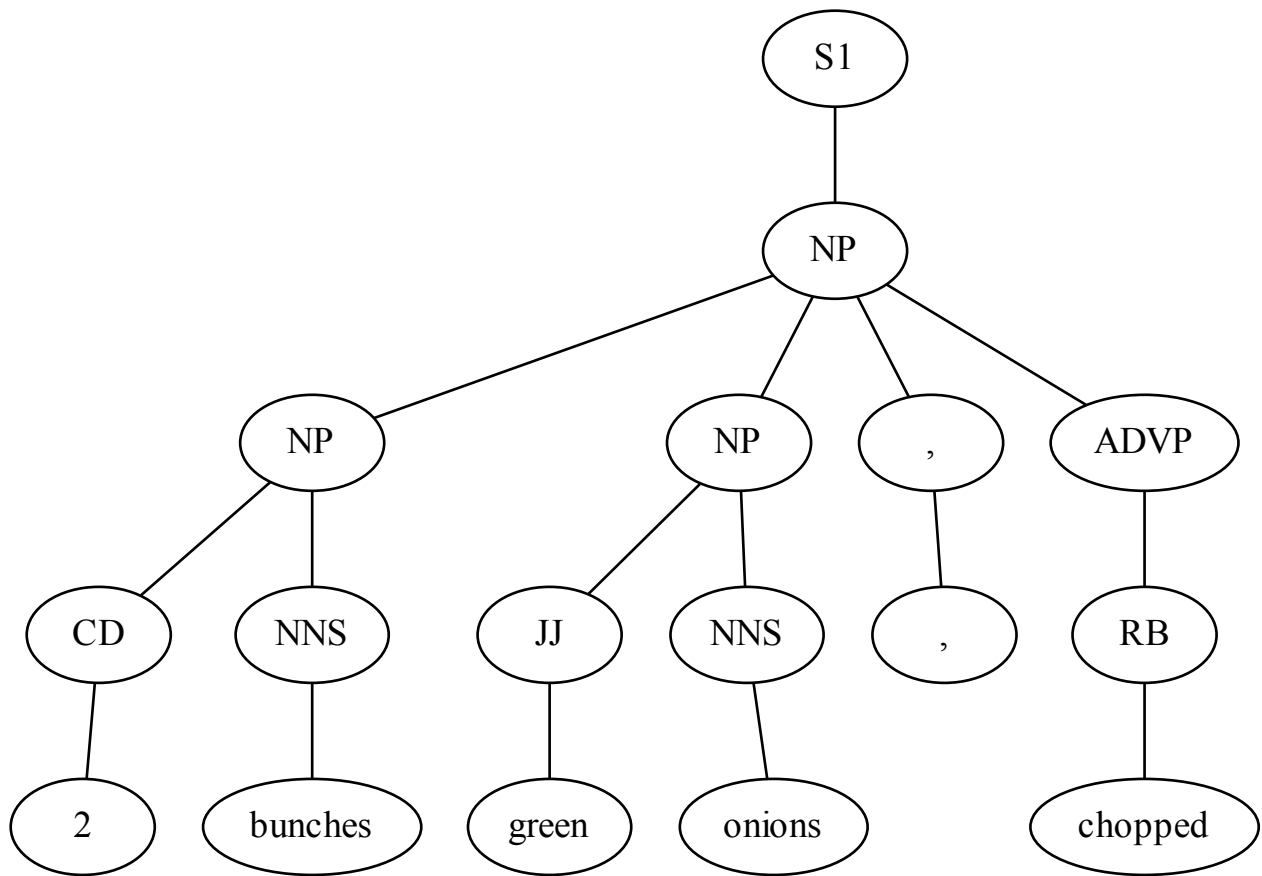 S1
NP
NP NP , ADVP
CD NNS JJ NNS , RB
2 bunches green onions chopped